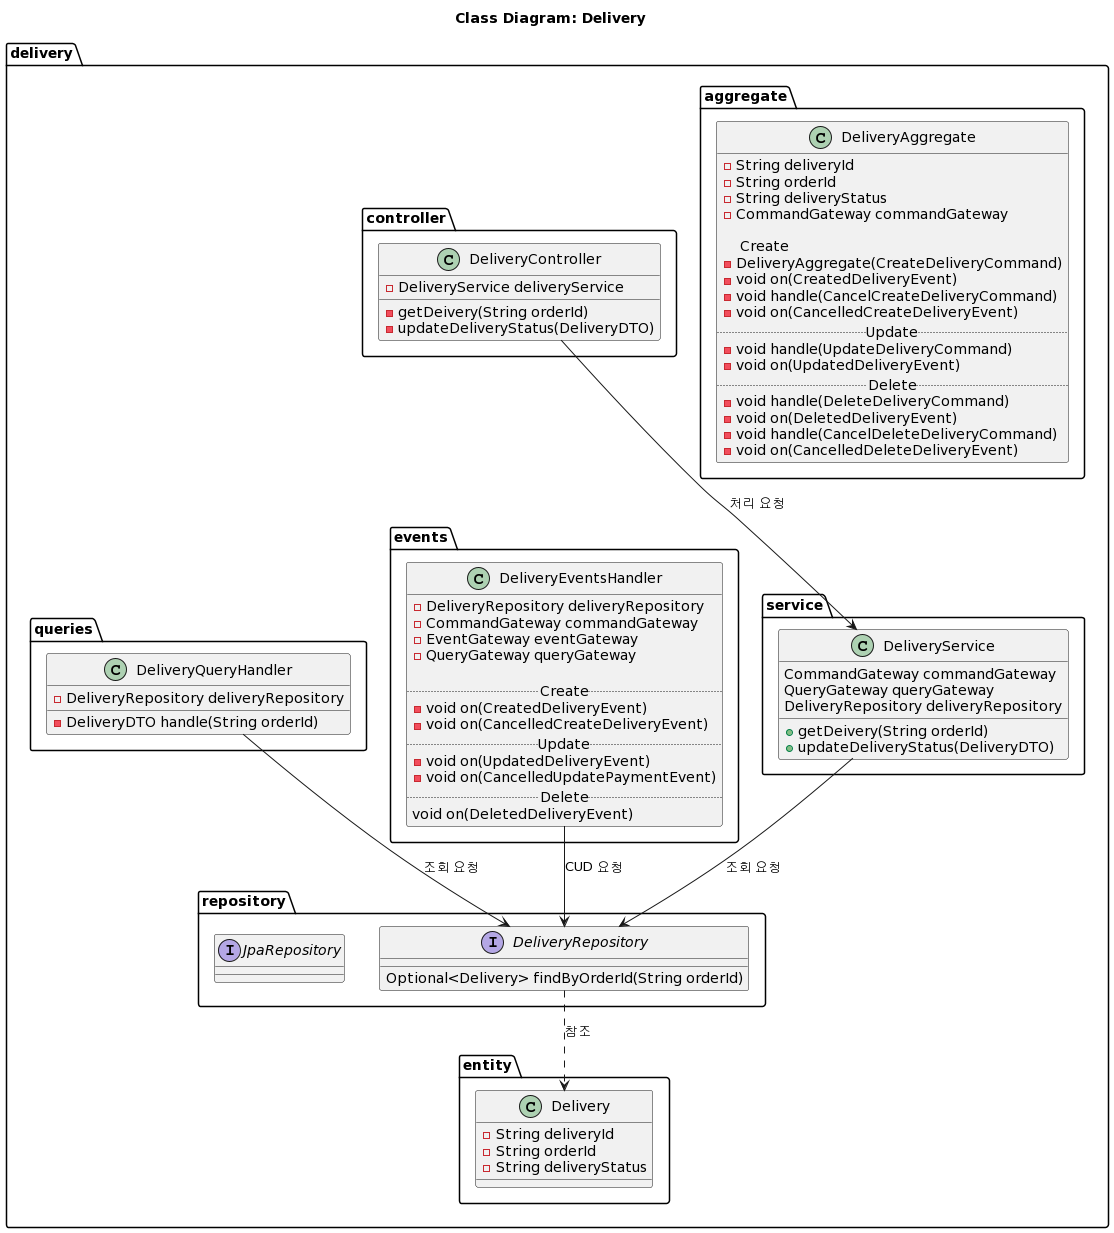 Class Diagram: Delivery
delivery
aggregate
DeliveryAggregate
String deliveryId
String orderId
String deliveryStatus
CommandGateway commandGateway
Create
DeliveryAggregate(CreateDeliveryCommand)
void on(CreatedDeliveryEvent)
void handle(CancelCreateDeliveryCommand)
void on(CancelledCreateDeliveryEvent)
Update
void handle(UpdateDeliveryCommand)
void on(UpdatedDeliveryEvent)
Delete
void handle(DeleteDeliveryCommand)
void on(DeletedDeliveryEvent)
void handle(CancelDeleteDeliveryCommand)
void on(CancelledDeleteDeliveryEvent)
controller
DeliveryController
DeliveryService deliveryService
getDeivery(String orderId)
updateDeliveryStatus(DeliveryDTO)
처리 요청
events
DeliveryEventsHandler
DeliveryRepository deliveryRepository
CommandGateway commandGateway
EventGateway eventGateway
QueryGateway queryGateway
Create
void on(CreatedDeliveryEvent)
void on(CancelledCreateDeliveryEvent)
Update
void on(UpdatedDeliveryEvent)
void on(CancelledUpdatePaymentEvent)
Delete
void on(DeletedDeliveryEvent)
service
DeliveryService
CommandGateway commandGateway
QueryGateway queryGateway
DeliveryRepository deliveryRepository
getDeivery(String orderId)
updateDeliveryStatus(DeliveryDTO)
queries
DeliveryQueryHandler
DeliveryRepository deliveryRepository
DeliveryDTO handle(String orderId)
조회 요청
CUD 요청
조회 요청
repository
JpaRepository
DeliveryRepository
Optional<Delivery> findByOrderId(String orderId)
참조
entity
Delivery
String deliveryId
String orderId
String deliveryStatus